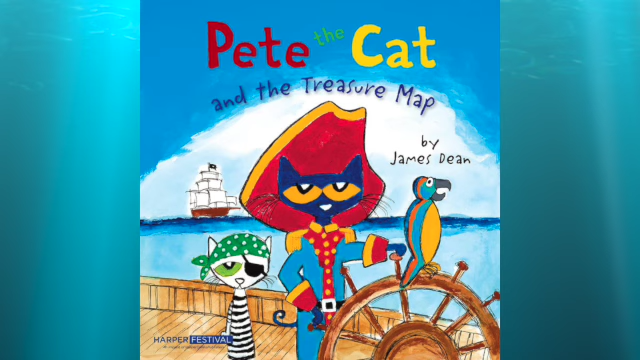 Pete the Cat
and the Treasure Map
by
James Dean
HARPER FESTIVAL